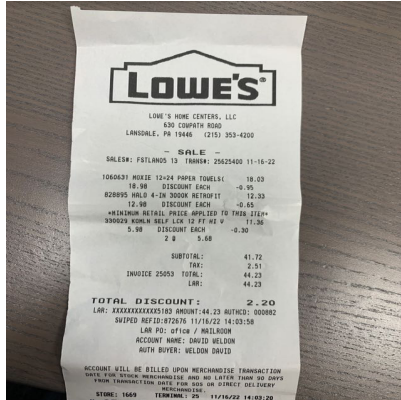 LOWE'S
LOWE'S HOME CENTERS, LLC
630 COWPATH ROAD
LANSDALE, PA 19446 (215) 353-4200
- SALE -
SALES#: FSTLAN05 13 TRANS#: 25625400 11-16-22
1060631 MOXIE 12=24 PAPER TOWELS( 18.03
18.98 DISCOUNT EACH -0.95
828895 HALO 4-IN 3000K RETROFIT 12.33
12.98 DISCOUNT EACH -0.65
*MINIMUM RETAIL PRICE APPLIED TO THIS ITEM*
330029 KOMLN SELF LCK 12 FT HI V 11.36
5.98 DISCOUNT EACH -0.30
2 @ 5.68
SUBTOTAL: 41.72
TAX: 2.51
INVOICE 25053 TOTAL: 44.23
LAR: 44.23
TOTAL DISCOUNT: 2.20
LAR: XXXXXXXXXXXX5183 AMOUNT:44.23 AUTHCD: 000882
SWIPED REFID:872676 11/16/22 14:03:58
LAR PO: ofice / MAILROOM
ACCOUNT NAME: DAVID WELDON
AUTH BUYER: WELDON DAVID
ACCOUNT WILL BE BILLED UPON MERCHANDISE TRANSACTION
DATE FOR STOCK MERCHANDISE AND NO LATER THAN 90 DAYS
FROM TRANSACTION DATE FOR SOS OR DIRECT DELIVERY
MERCHANDISE.
STORE: 1669 TERMINAL: 25 11/16/22 14:03:20